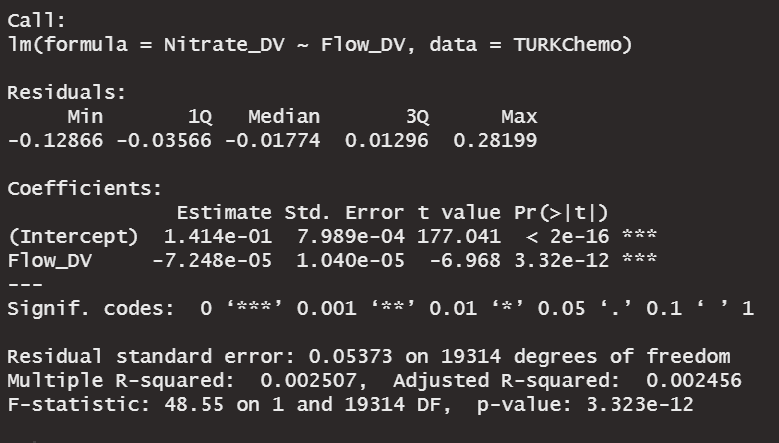 Call:
lm(formula = Nitrate_DV ~ Flow_DV, data = TURKChemo)
Residuals:
Min 1Q Median 3Q Max
-0.12866 -0.03566 -0.01774 0.01296 0.28199
Coefficients:
Estimate Std. Error t value Pr(>|t|)
(Intercept) 1.414e-01 7.989e-04 177.041 < 2e-16 ***
Flow_DV -7.248e-05 1.040e-05 -6.968 3.32e-12 ***
---
Signif. codes: 0 ‘***’ 0.001 ‘**’ 0.01 ‘*’ 0.05 ‘.’ 0.1 ‘ ’ 1
Residual standard error: 0.05373 on 19314 degrees of freedom
Multiple R-squared: 0.002507, Adjusted R-squared: 0.002456
F-statistic: 48.55 on 1 and 19314 DF, p-value: 3.323e-12